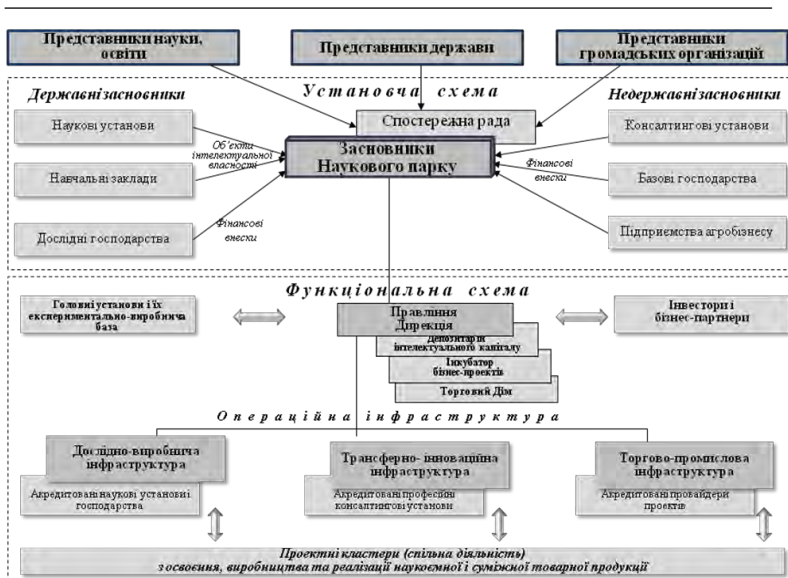 Представники науки,
освіти
Представники держави
Представники
громадських організацій
Установча схема
Державні засновники
Недержавні засновники
Спостережна рада
Наукові установи
Консалтингові установи
Об'єкти
інтелектуальної
власності
Засновники
Наукового парку
Фінансові
внески
Навчальні заклади
Базові господарства
Фінансові
внески
Дослідні господарства
Підприємства агробізнесу
Функціональна схема
Головні установи і їх
експериментально-виробнича
база
Правління
Дирекція
Інвестори і
бізнес-партнери
Депозитарій
інтелектуального капігалу
Інкубатор
бізнес-проектів
Торговий Дім
Операційна інфраструктура
Дослідно-виробнича
інфраструктура
Трансферно- інноваційна
інфраструктура
Торгово-промислова
інфраструктура
Акредитовані наукові установи і
господарства
Акредитовані професійні
консалтингові установи
Акредитовані провайдери
проектів
Проектні кластери (спільна діяльність)
з освоєння, виробництва та реалізації наукоємної і суміжної товарної продукції